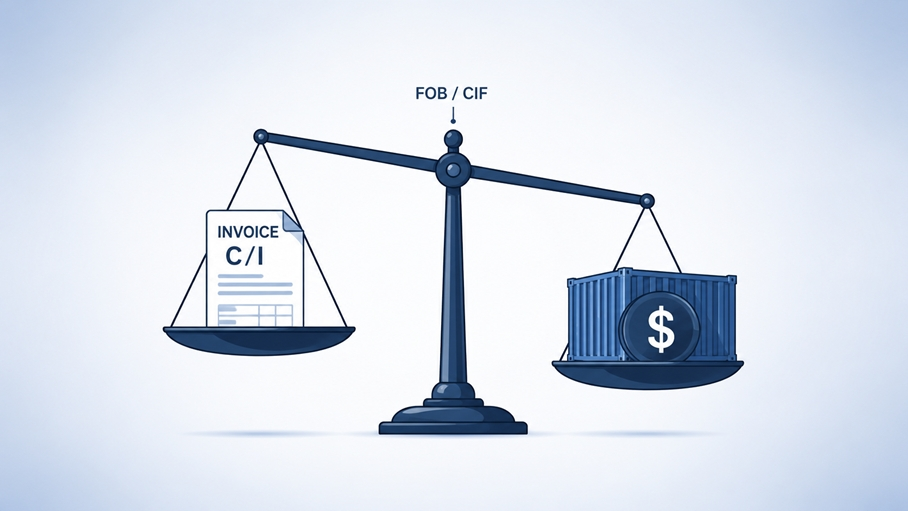 FOB / CIF
INVOICE
C/I
$